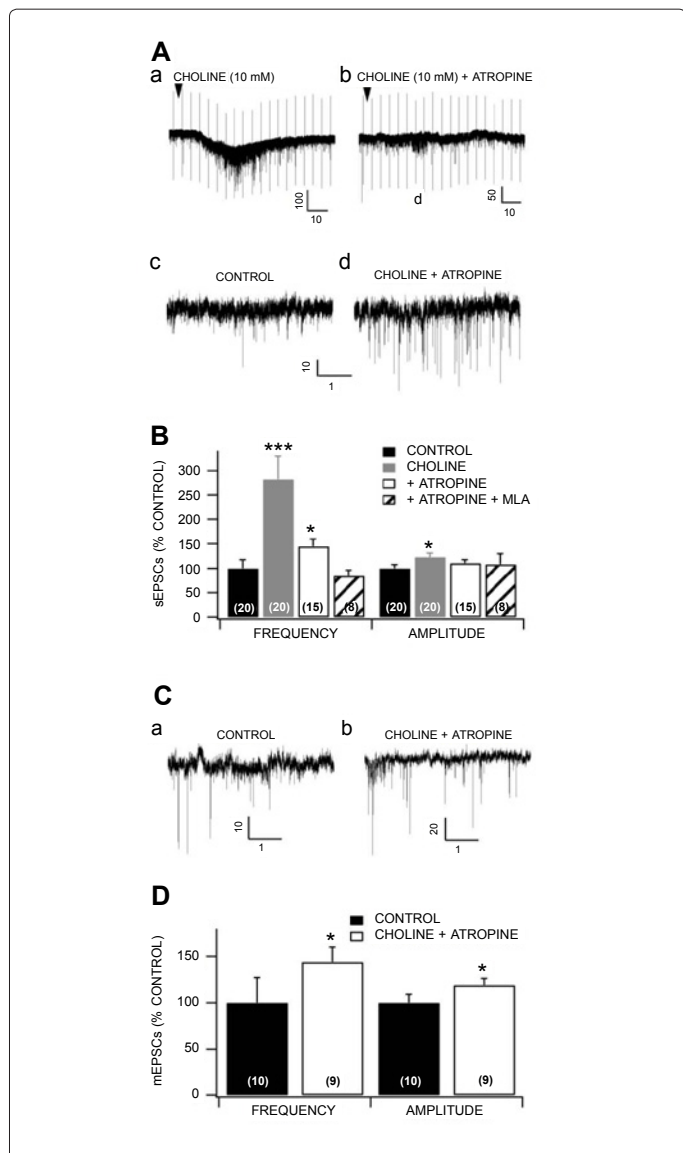 A
a
CHOLINE (10 mM)
b
CHOLINE (10 mM) + ATROPINE
100
10
d
50
10
c
CONTROL
d
CHOLINE + ATROPINE
10
1
B
sEPSCs (% CONTROL)
300
250
200
150
100
50
0
***
*
*
CONTROL
CHOLINE
+ ATROPINE
+ ATROPINE + MLA
(20)
(20)
(15)
(8)
(20)
(20)
(15)
(8)
FREQUENCY
AMPLITUDE
C
a
CONTROL
b
CHOLINE + ATROPINE
10
1
20
1
D
mEPSCs (% CONTROL)
150
100
50
0
CONTROL
CHOLINE + ATROPINE
*
*
(10)
(9)
(10)
(9)
FREQUENCY
AMPLITUDE